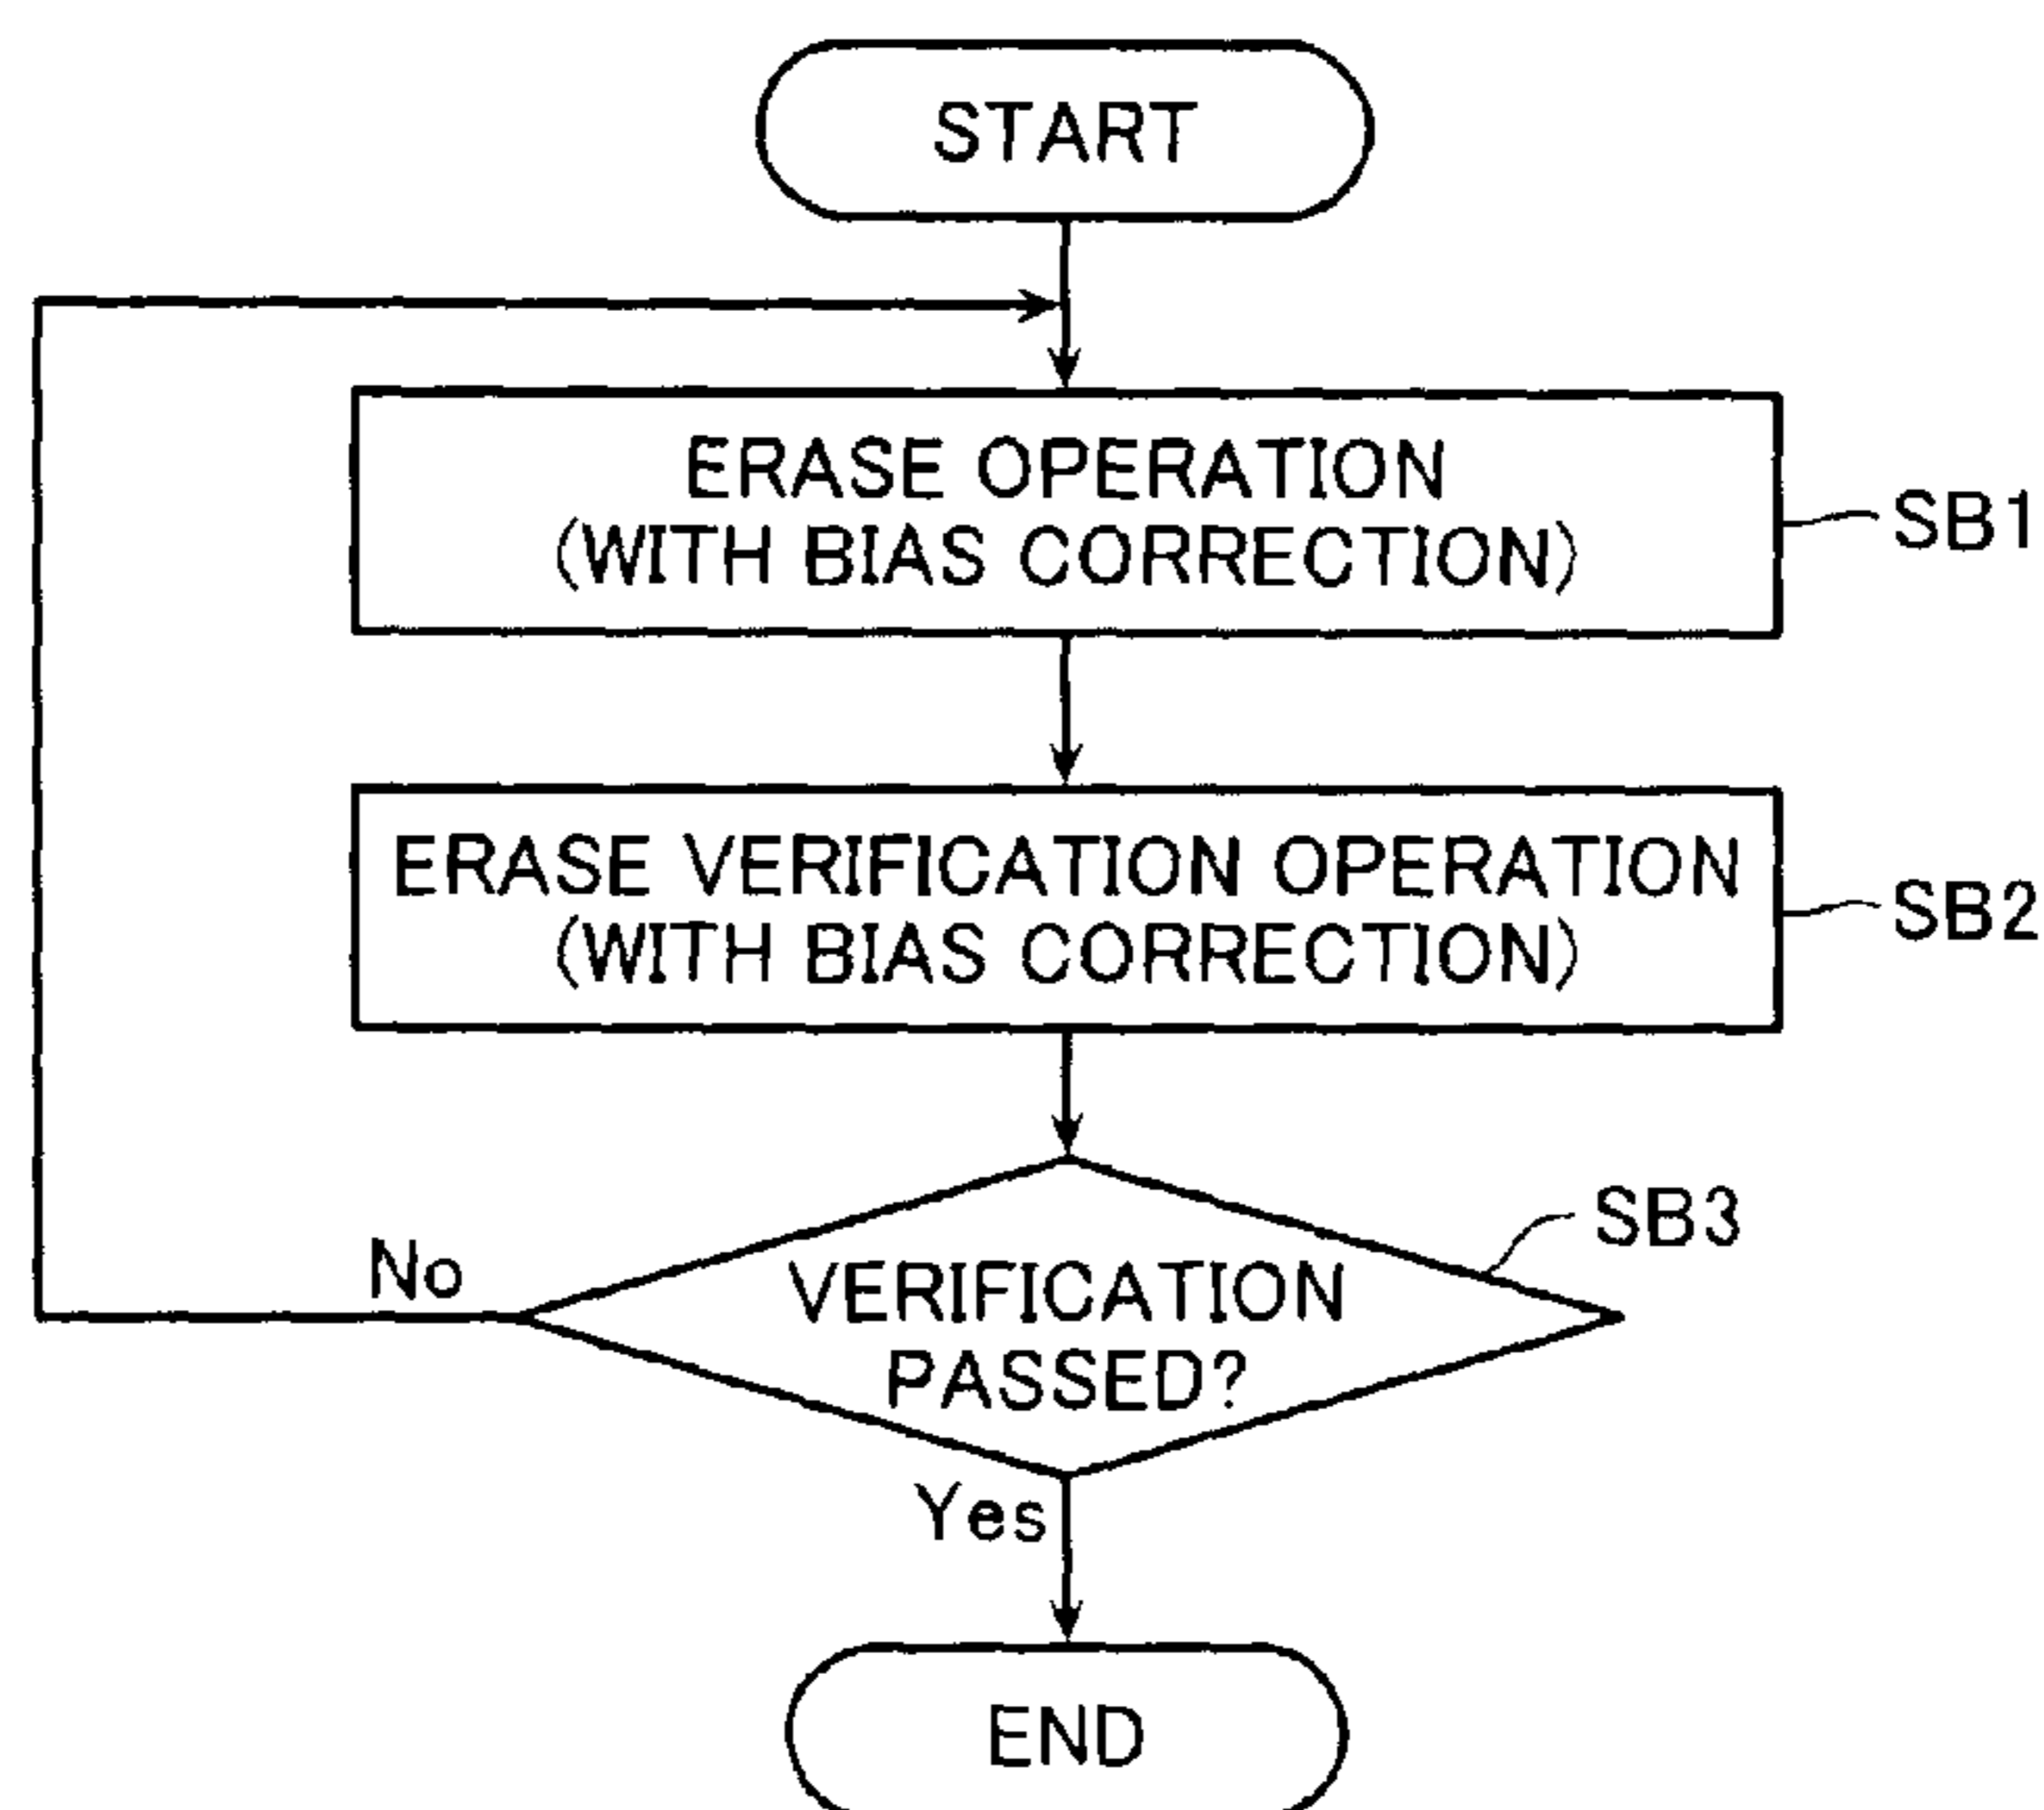 START
ERASE OPERATION
(WITH BIAS CORRECTION)
SB1
ERASE VERIFICATION OPERATION
(WITH BIAS CORRECTION)
SB2
SB3
No
VERIFICATION
PASSED?
Yes
END